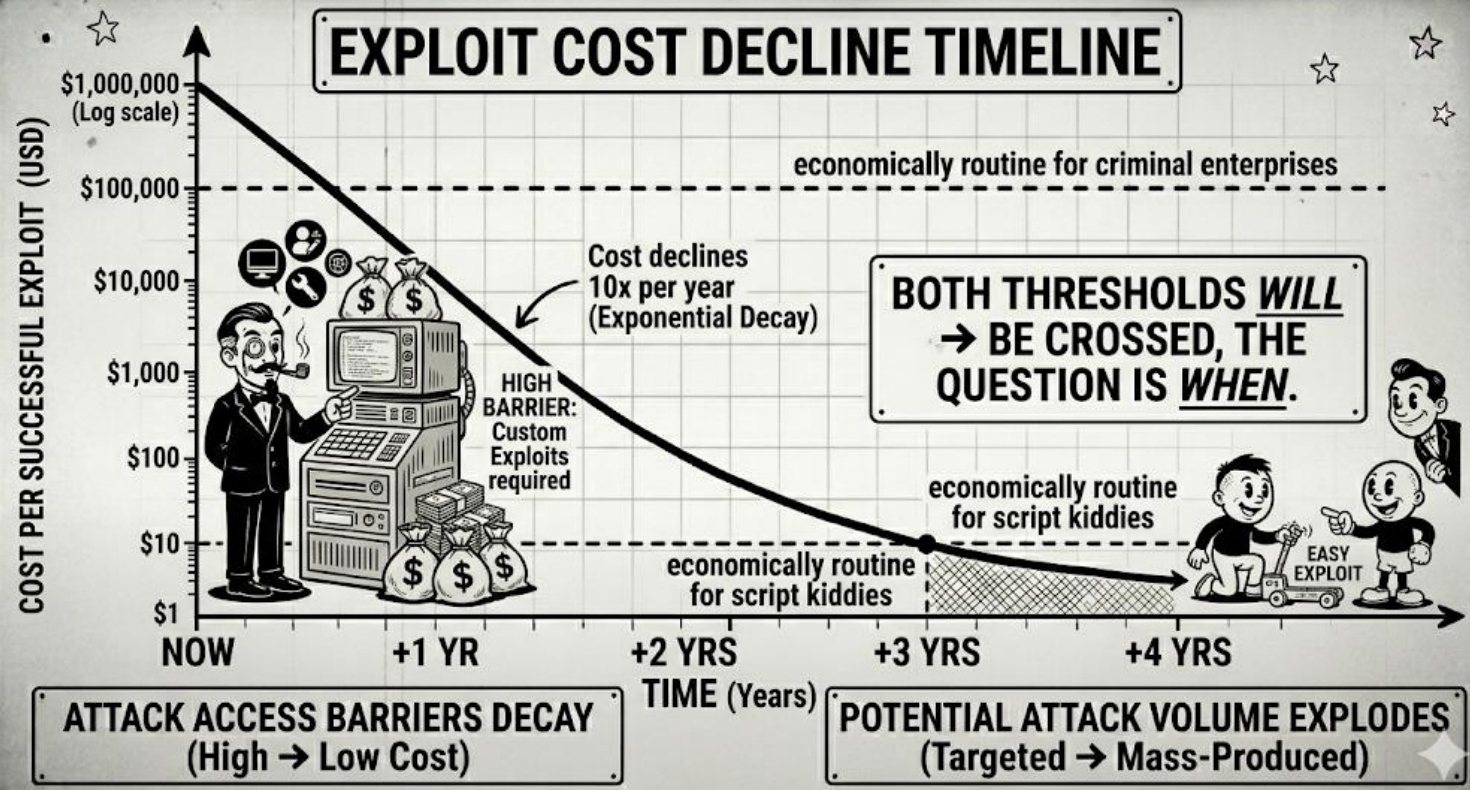 EXPLOIT COST DECLINE TIMELINE
COST PER SUCCESSFUL EXPLOIT (USD)
$1,000,000
(Log scale)
$100,000
$10,000
$1,000
$100
$10
$1
economically routine for criminal enterprises
Cost declines
10x per year
(Exponential Decay)
BOTH THRESHOLDS WILL
→ BE CROSSED, THE
QUESTION IS WHEN.
$ $
HIGH
BARRIER:
Custom
Exploits
required
$ $ $
economically routine
for script kiddies
economically routine
for script kiddies
EASY
EXPLOIT
NOW
+1 YR
+2 YRS
+3 YRS
+4 YRS
TIME (Years)
ATTACK ACCESS BARRIERS DECAY
(High → Low Cost)
POTENTIAL ATTACK VOLUME EXPLODES
(Targeted → Mass-Produced)